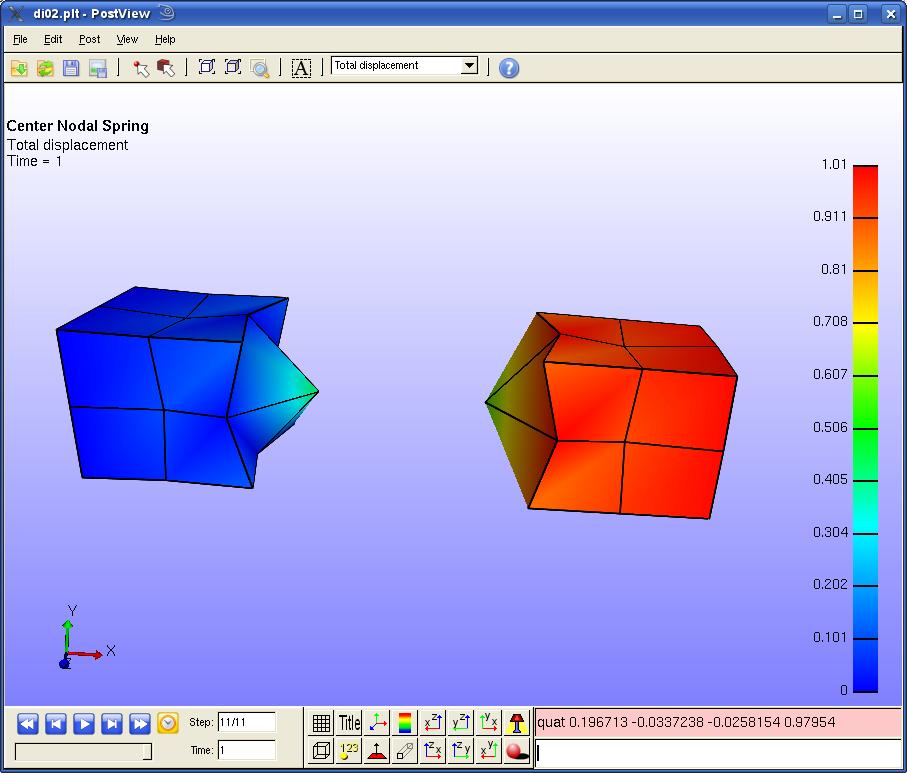 di02.plt - PostView
File Edit Post View Help
A Total displacement ?
Center Nodal Spring
Total displacement
Time = 1
1.01
0.911
0.81
0.708
0.607
0.506
0.405
0.304
0.202
0.101
0
Y
X
Z
Step: 11/11
Title
quat 0.196713 -0.0337238 -0.0258154 0.97954
Time: 1
123